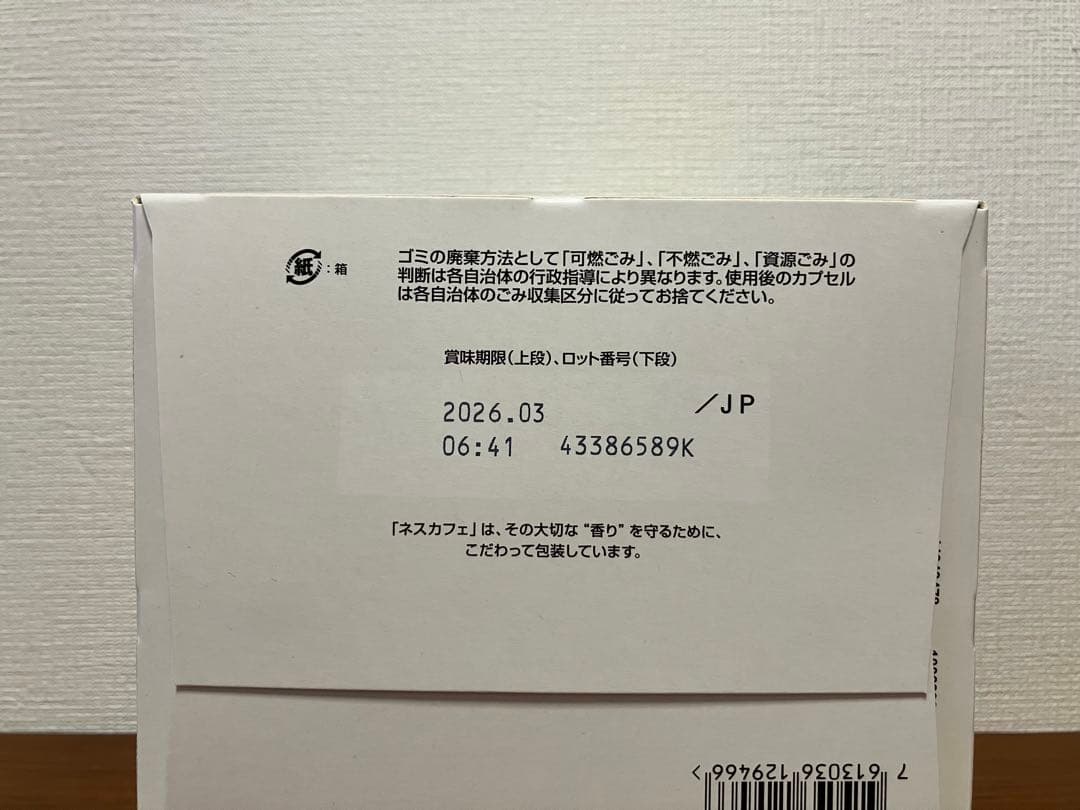 紙 : 箱
ゴミの廃棄方法として「可燃ごみ」、「不燃ごみ」、「資源ごみ」の
判断は各自治体の行政指導により異なります。使用後のカプセル
は各自治体のごみ収集区分に従ってお捨てください。
賞味期限(上段)、ロット番号(下段)
2026.03 /JP
06:41 43386589K
「ネスカフェ」は、その大切な“香り”を守るために、
こだわって包装しています。
7 613036 129466 >